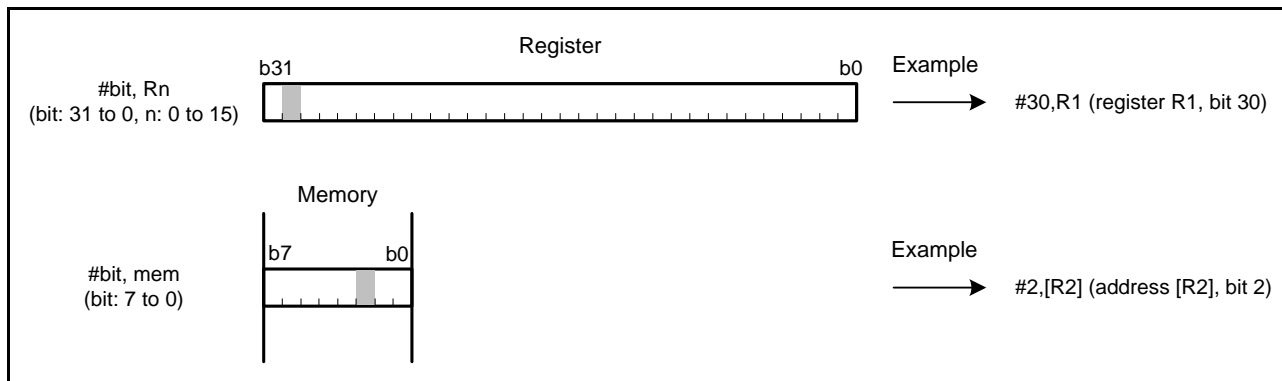 Register
b31
b0
Example
#bit, Rn
(bit: 31 to 0, n: 0 to 15)
#30,R1 (register R1, bit 30)
Memory
b7
b0
Example
#bit, mem
(bit: 7 to 0)
#2,[R2] (address [R2], bit 2)